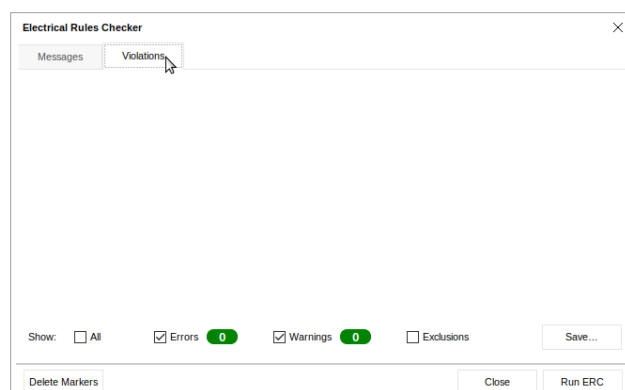 Electrical Rules Checker
Messages Violations
Show: All Errors 0 Warnings 0 Exclusions Save...
Delete Markers Close Run ERC